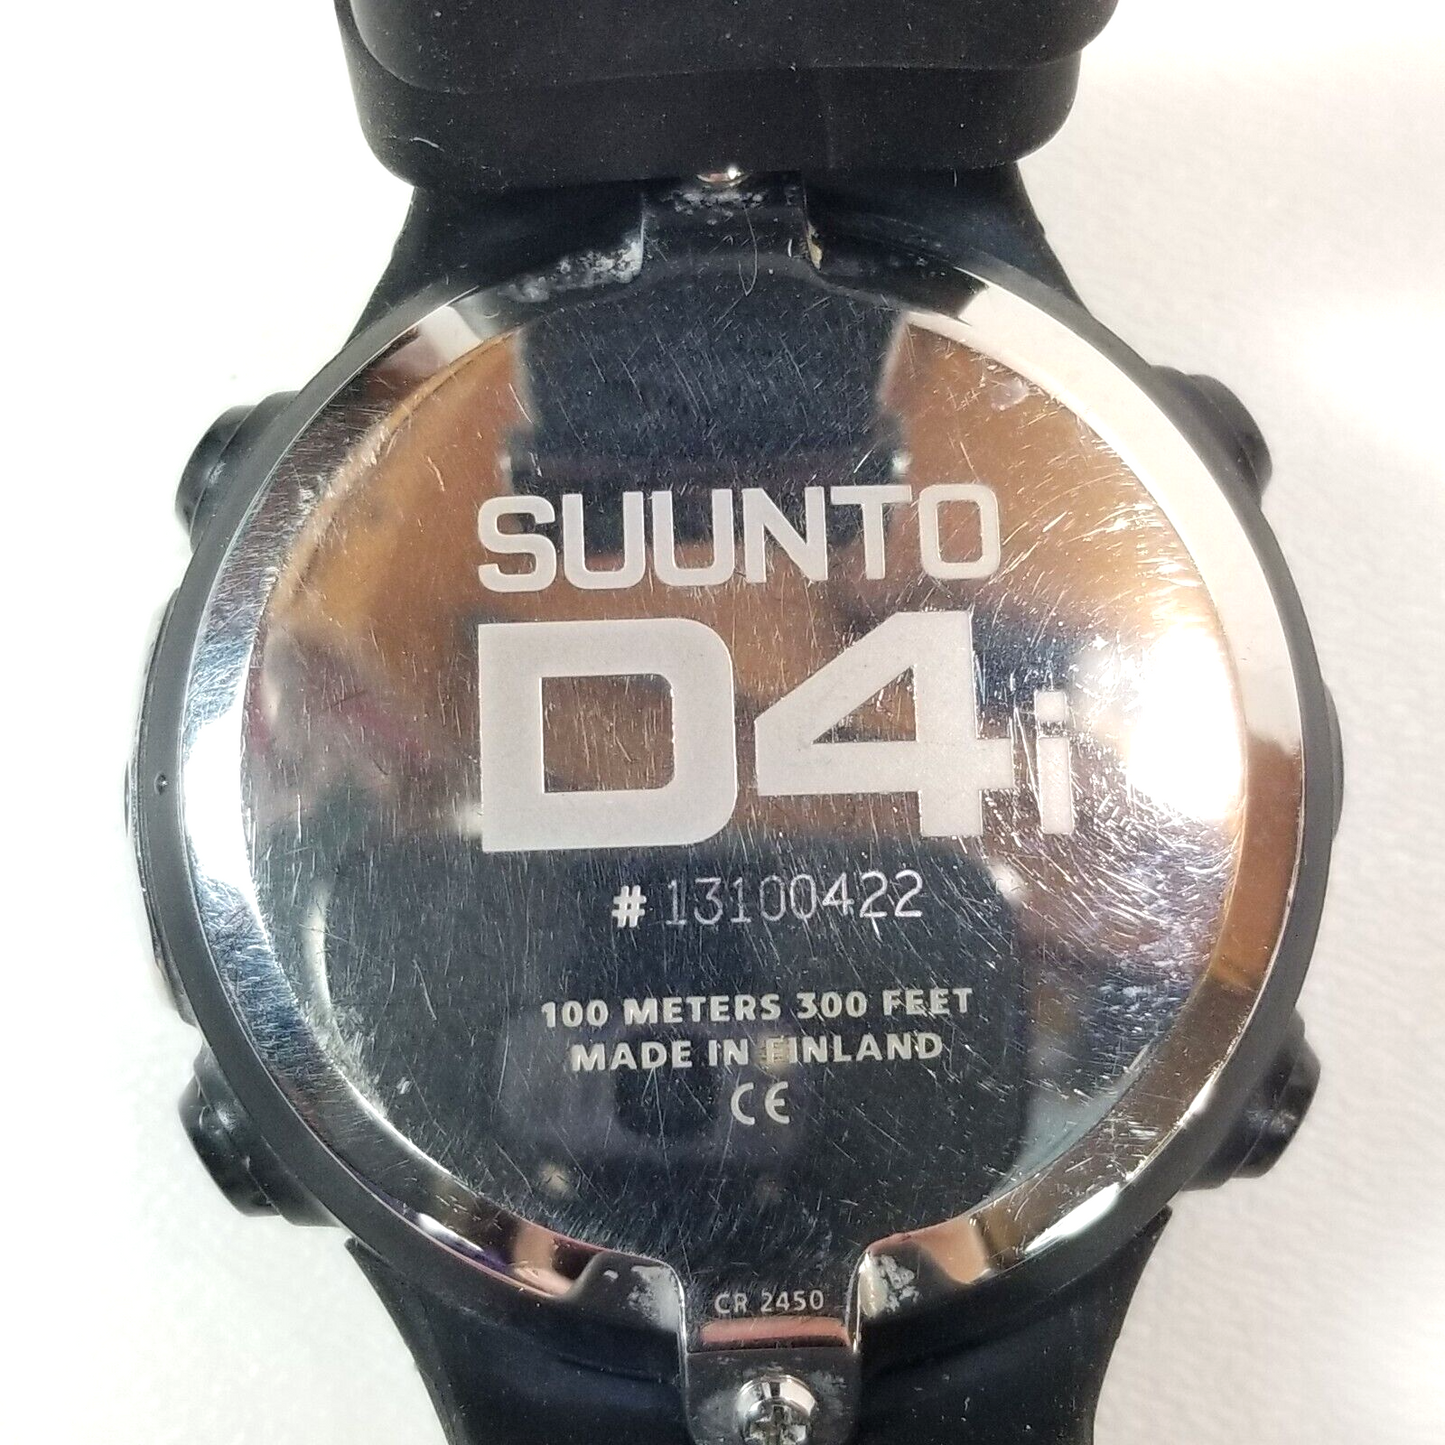 SUUNTO
D4i
# 13100422
100 METERS 300 FEET
MADE IN FINLAND
CE
CR 2450